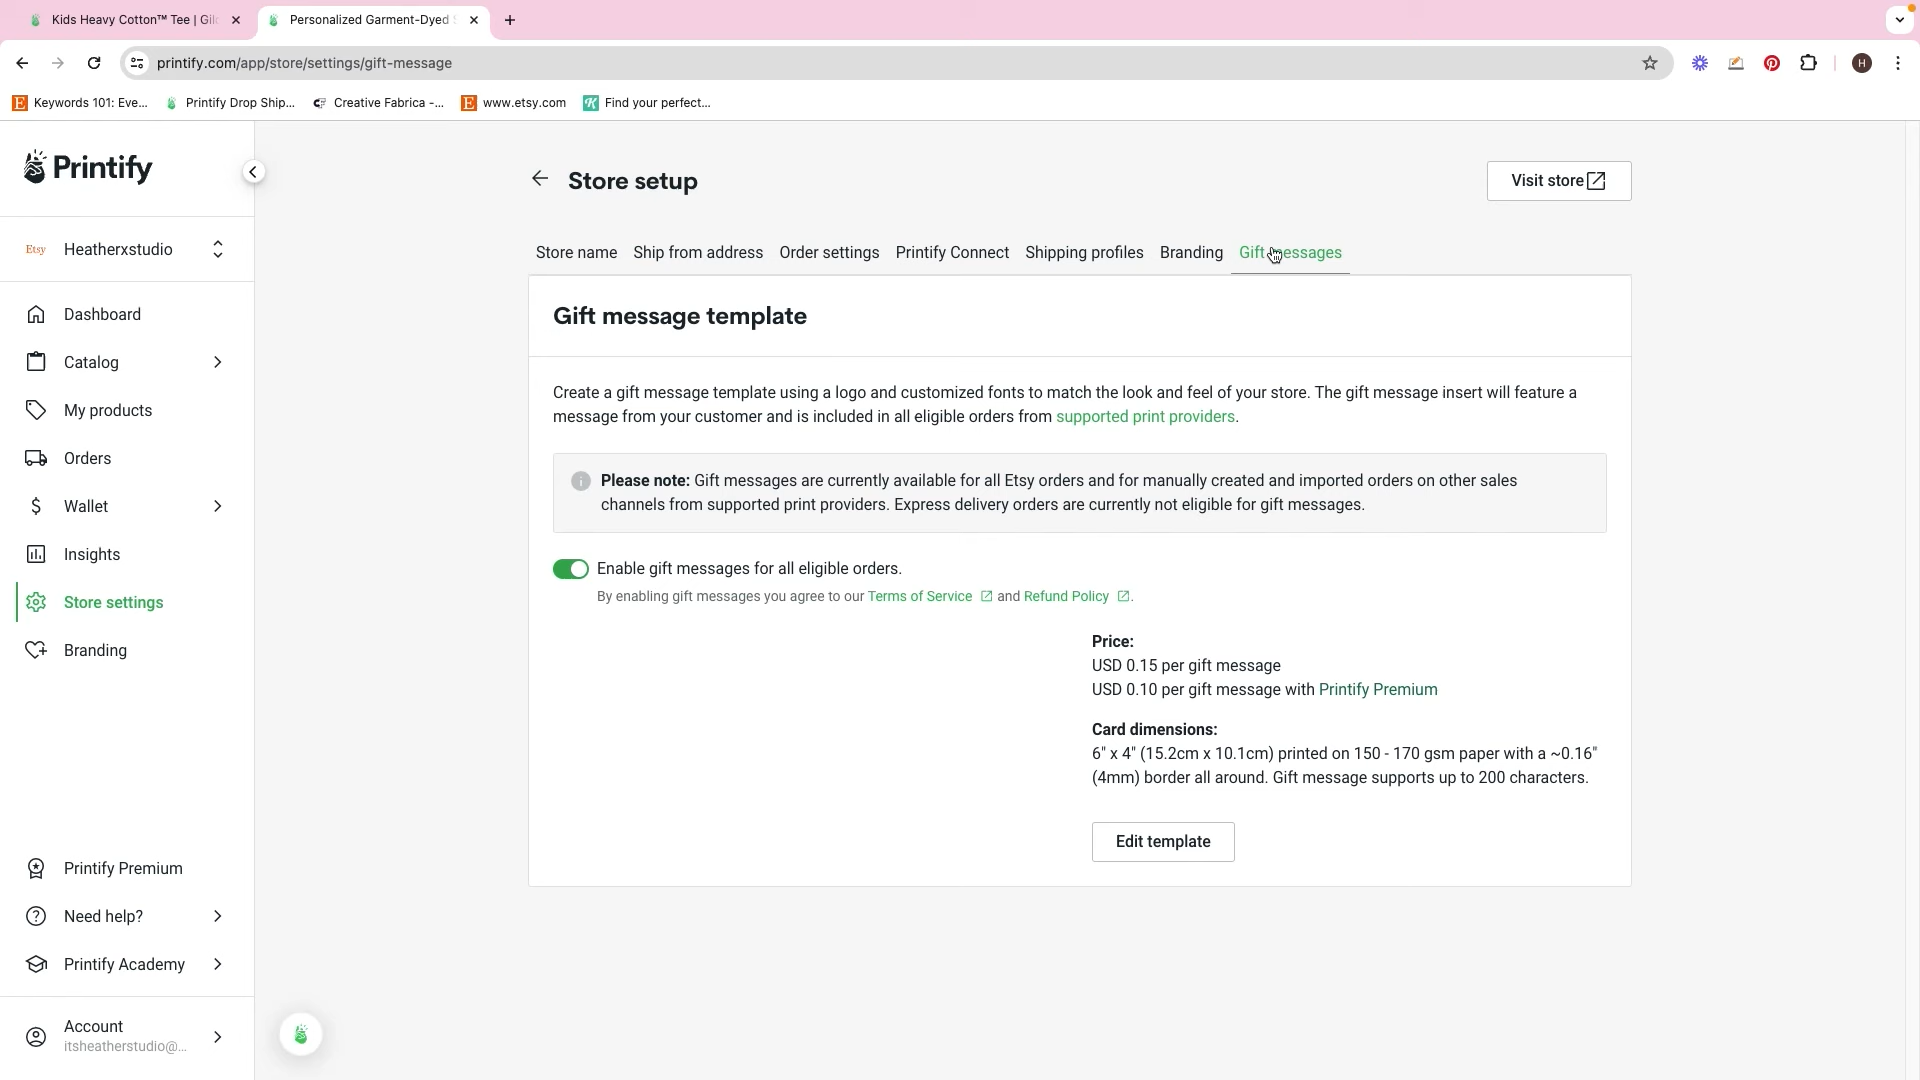 Kids Heavy Cotton™ Tee | Gil
Personalized Garment-Dyed
printify.com/app/store/settings/gift-message
H
Keywords 101: Eve...
Printify Drop Ship...
Creative Fabrica -...
www.etsy.com
Find your perfect...
Printify
Etsy Heatherxstudio
Dashboard
Catalog
My products
Orders
Wallet
Insights
Store settings
Branding
Printify Premium
Need help?
Printify Academy
Account
itsheatherstudio@...
Store setup
Visit store
Store name Ship from address Order settings Printify Connect Shipping profiles Branding Gift messages
Gift message template
Create a gift message template using a logo and customized fonts to match the look and feel of your store. The gift message insert will feature a
message from your customer and is included in all eligible orders from supported print providers.
Please note: Gift messages are currently available for all Etsy orders and for manually created and imported orders on other sales
channels from supported print providers. Express delivery orders are currently not eligible for gift messages.
Enable gift messages for all eligible orders.
By enabling gift messages you agree to our Terms of Service and Refund Policy .
Price:
USD 0.15 per gift message
USD 0.10 per gift message with Printify Premium
Card dimensions:
6" x 4" (15.2cm x 10.1cm) printed on 150 - 170 gsm paper with a ~0.16"
(4mm) border all around. Gift message supports up to 200 characters.
Edit template